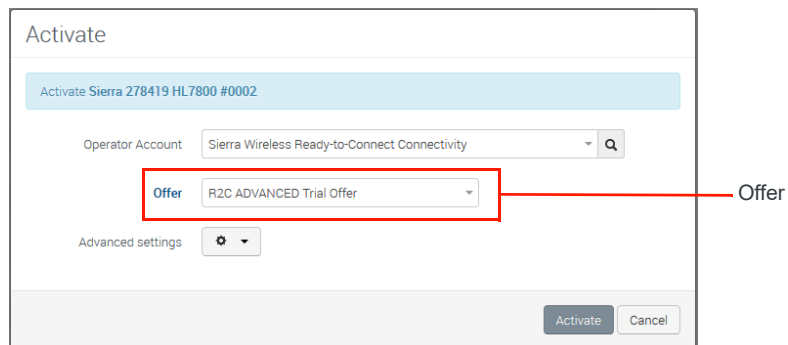 Activate
Activate Sierra 278419 HL7800 #0002
Operator Account Sierra Wireless Ready-to-Connect Connectivity
Offer R2C ADVANCED Trial Offer
Offer
Advanced settings
Activate Cancel